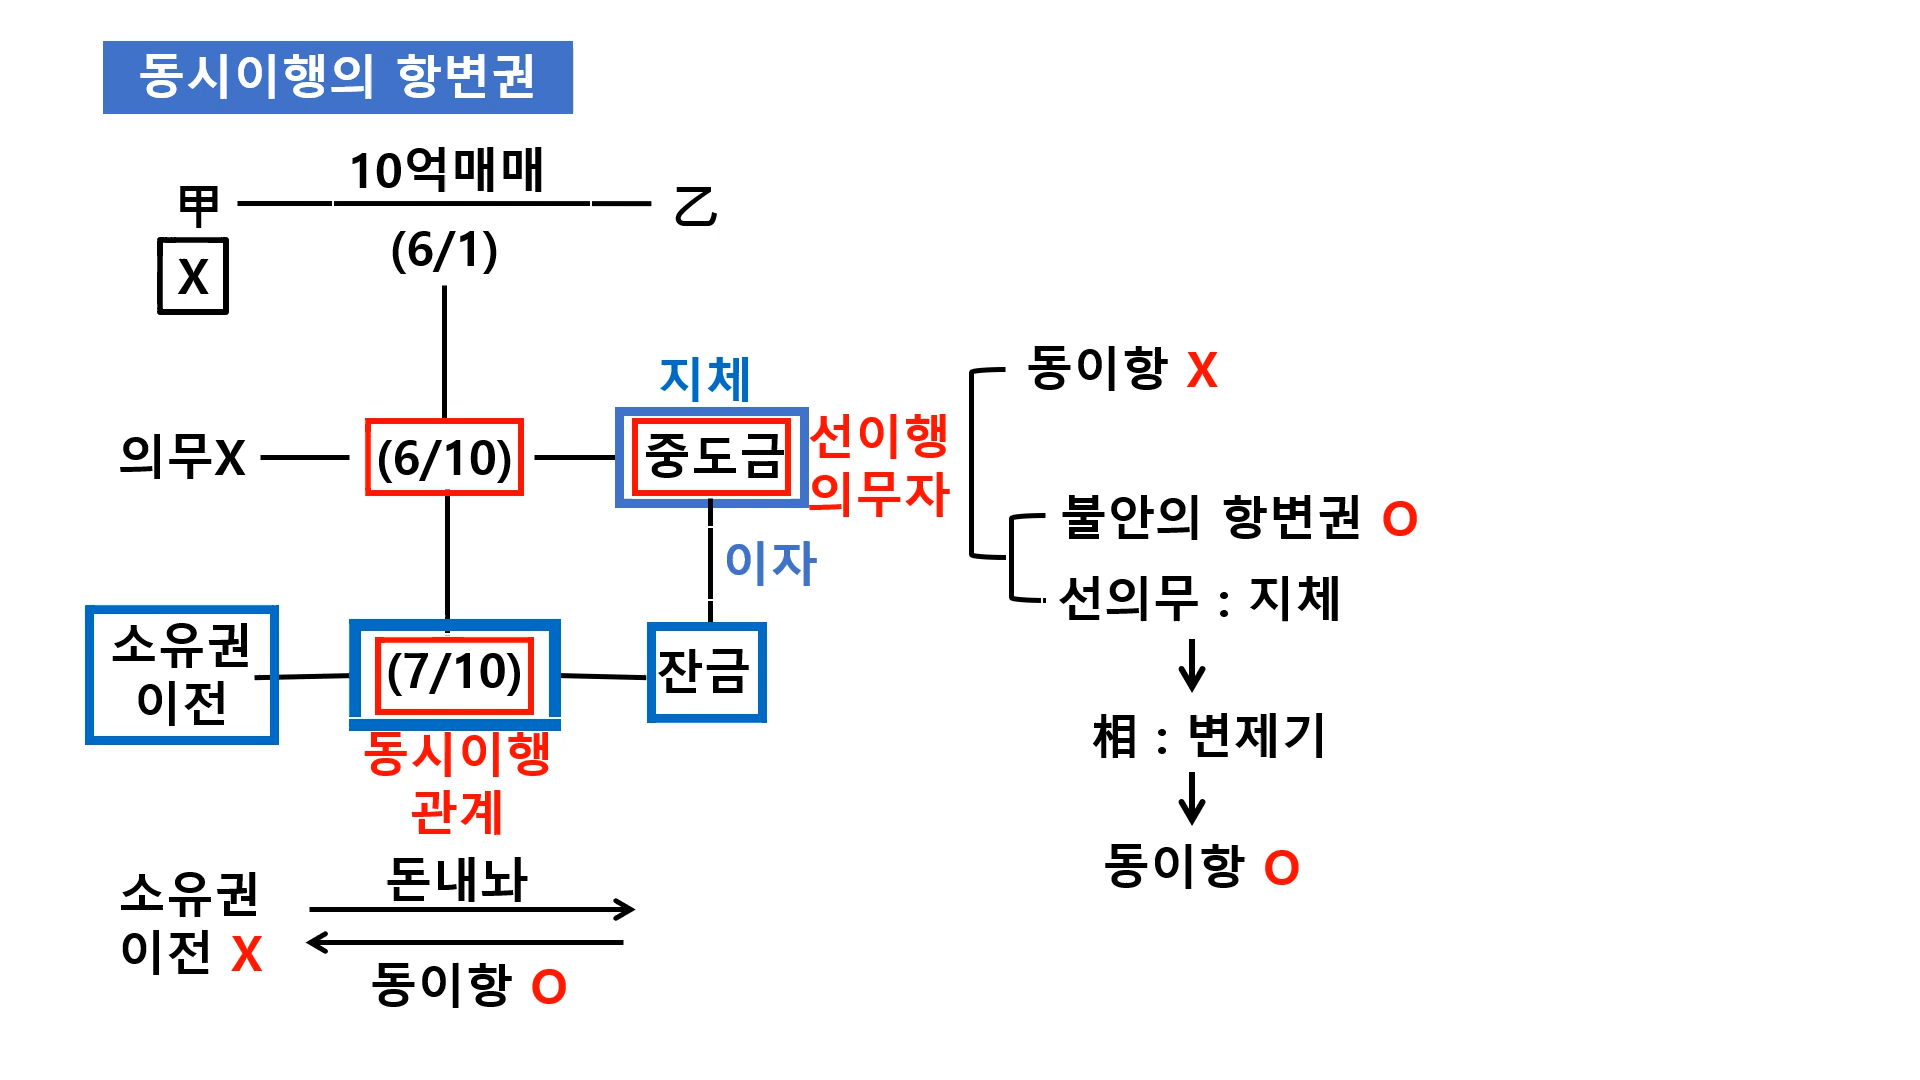 동시이행의 항변권
10억매매
甲
乙
(6/1)
X
지체
의무X
(6/10)
중도금
선이행
의무자
이자
소유권
이전
(7/10)
잔금
동시이행
관계
돈내놔
소유권
이전 X
동이항 O
동이항 X
불안의 항변권 O
선의무 : 지체
相 : 변제기
동이항 O